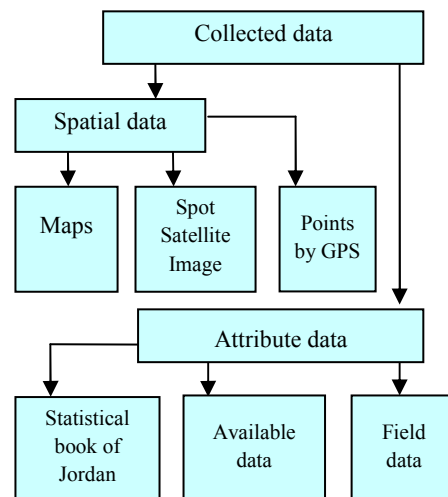 Collected data
Spatial data
Maps
Spot
Satellite
Image
Points
by GPS
Attribute data
Statistical
book of
Jordan
Available
data
Field
data